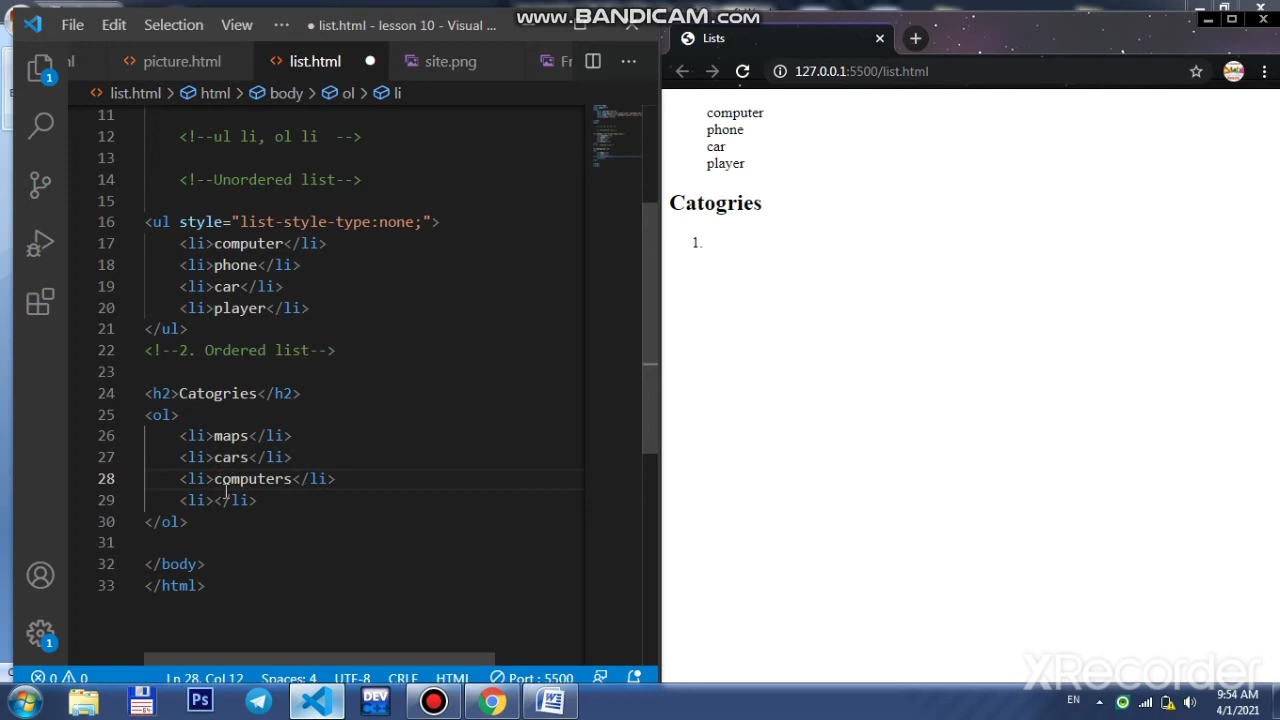 www.BANDICAM.com
File Edit Selection View ··· ● list.html - lesson 10 - Visual ...
picture.html list.html ● site.png
list.html > html > body > ol > li
11
12 <!--ul li, ol li -->
13
14 <!--Unordered list-->
15
16 <ul style="list-style-type:none;">
17 <li>computer</li>
18 <li>phone</li>
19 <li>car</li>
20 <li>player</li>
21 </ul>
22 <!--2. Ordered list-->
23
24 <h2>Catogries</h2>
25 <ol>
26 <li>maps</li>
27 <li>cars</li>
28 <li>computers</li>
29 <li></li>
30 </ol>
31
32 </body>
33 </html>
1
1
0 0 Ln 28, Col 12 Spaces: 4 UTF-8 CRLF HTML Port : 5500
Lists
127.0.0.1:5500/list.html
computer
phone
car
player
Catogries
1.
XRecorder
Ps DEV EN 9:54 AM
4/1/2021